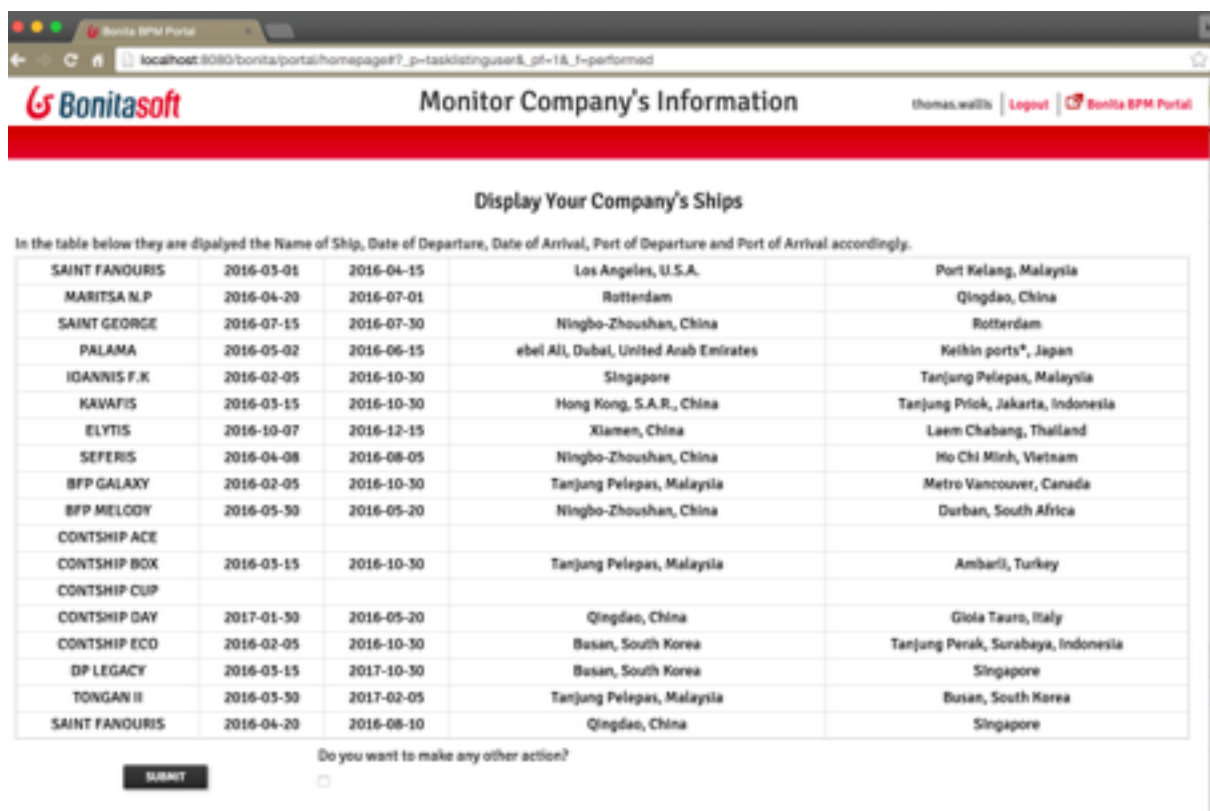 Bonita BPM Portal
localhost:8080/bonita/portal/homepage#?_p=tasklistinguser&_pf=1&_f=performed
Bonitasoft
Monitor Company's Information
thomas.wallis | Logout | Bonita BPM Portal
Display Your Company's Ships
In the table below they are dipalyed the Name of Ship, Date of Departure, Date of Arrival, Port of Departure and Port of Arrival accordingly.
SAINT FANOURIS 2016-03-01 2016-04-15 Los Angeles, U.S.A. Port Kelang, Malaysia
MARITSA N.P 2016-04-20 2016-07-01 Rotterdam Qingdao, China
SAINT GEORGE 2016-07-15 2016-07-30 Ningbo-Zhoushan, China Rotterdam
PALAMA 2016-05-02 2016-06-15 ebel Ali, Dubai, United Arab Emirates Keihin ports*, Japan
IOANNIS F.K 2016-02-05 2016-10-30 Singapore Tanjung Pelepas, Malaysia
KAVAFIS 2016-03-15 2016-10-30 Hong Kong, S.A.R., China Tanjung Priok, Jakarta, Indonesia
ELYTIS 2016-10-07 2016-12-15 Xiamen, China Laem Chabang, Thailand
SEFERIS 2016-04-08 2016-08-05 Ningbo-Zhoushan, China Ho Chi Minh, Vietnam
BFP GALAXY 2016-02-05 2016-10-30 Tanjung Pelepas, Malaysia Metro Vancouver, Canada
BFP MELODY 2016-05-30 2016-05-20 Ningbo-Zhoushan, China Durban, South Africa
CONTSHIP ACE
CONTSHIP BOX 2016-03-15 2016-10-30 Tanjung Pelepas, Malaysia Ambarli, Turkey
CONTSHIP CUP
CONTSHIP DAY 2017-01-30 2016-05-20 Qingdao, China Gioia Tauro, Italy
CONTSHIP ECO 2016-02-05 2016-10-30 Busan, South Korea Tanjung Perak, Surabaya, Indonesia
DP LEGACY 2016-03-15 2017-10-30 Busan, South Korea Singapore
TONGAN II 2016-03-30 2017-02-05 Tanjung Pelepas, Malaysia Busan, South Korea
SAINT FANOURIS 2016-04-20 2016-08-10 Qingdao, China Singapore
Do you want to make any other action?
SUBMIT